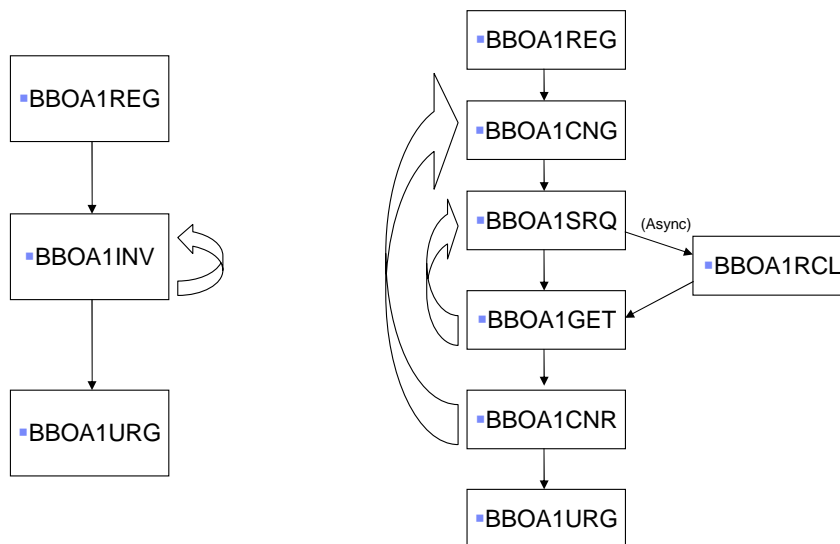 ▪BBOA1REG
▪BBOA1INV
▪BBOA1URG
▪BBOA1REG
▪BBOA1CNG
▪BBOA1SRQ
(Async)
▪BBOA1RCL
▪BBOA1GET
▪BBOA1CNR
▪BBOA1URG